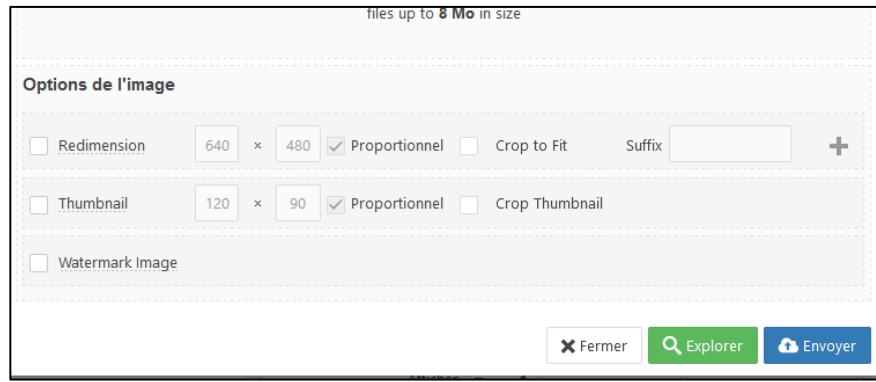 files up to 8 Mo in size
Options de l'image
Redimension 640 × 480 Proportionnel Crop to Fit Suffix
Thumbnail 120 × 90 Proportionnel Crop Thumbnail
Watermark Image
Fermer Explorer Envoyer